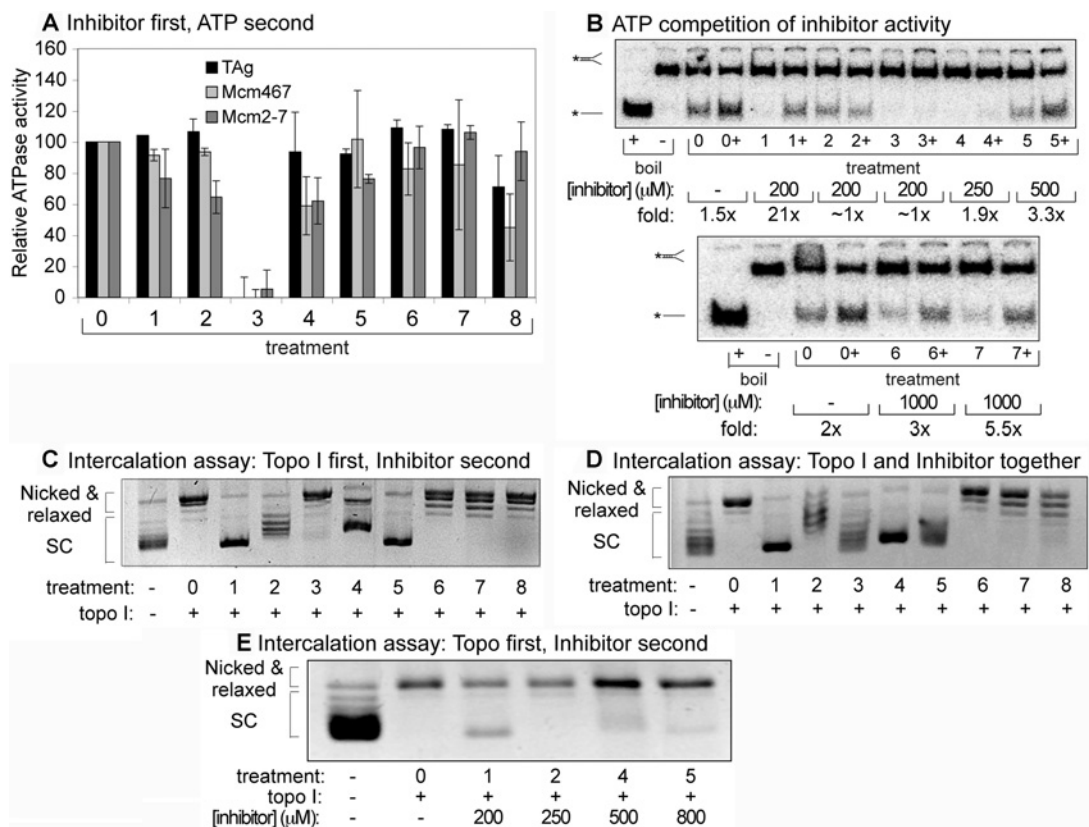 A Inhibitor first, ATP second
160
140
120
100
80
60
40
20
0
Relative ATPase activity
TAg
Mcm467
Mcm2-7
0 1 2 3 4 5 6 7 8
treatment
B ATP competition of inhibitor activity
*
*
+ - 0 0+ 1 1+ 2 2+ 3 3+ 4 4+ 5 5+
boil treatment
[inhibitor] (µM): - 200 200 200 250 500
fold: 1.5x 21x ~1x ~1x 1.9x 3.3x
*
*
+ - 0 0+ 6 6+ 7 7+
boil treatment
[inhibitor] (µM): - 1000 1000
fold: 2x 3x 5.5x
C Intercalation assay: Topo I first, Inhibitor second
Nicked &
relaxed
SC
treatment: - 0 1 2 3 4 5 6 7 8
topo I: - + + + + + + + + +
D Intercalation assay: Topo I and Inhibitor together
Nicked &
relaxed
SC
treatment: - 0 1 2 3 4 5 6 7 8
topo I: - + + + + + + + + +
E Intercalation assay: Topo first, Inhibitor second
Nicked &
relaxed
SC
treatment: - 0 1 2 4 5
topo I: - + + + + +
[inhibitor] (µM): - - 200 250 500 800